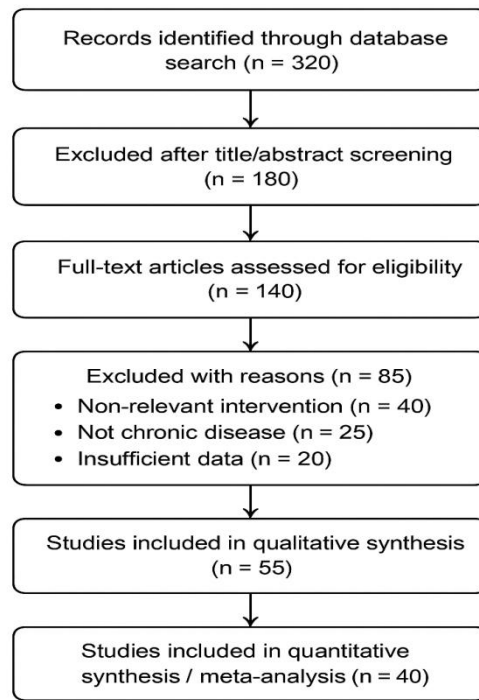 Records identified through database
search (n = 320)
Excluded after title/abstract screening
(n = 180)
Full-text articles assessed for eligibility
(n = 140)
Excluded with reasons (n = 85)
• Non-relevant intervention (n = 40)
• Not chronic disease (n = 25)
• Insufficient data (n = 20)
Studies included in qualitative synthesis
(n = 55)
Studies included in quantitative
synthesis / meta-analysis (n = 40)